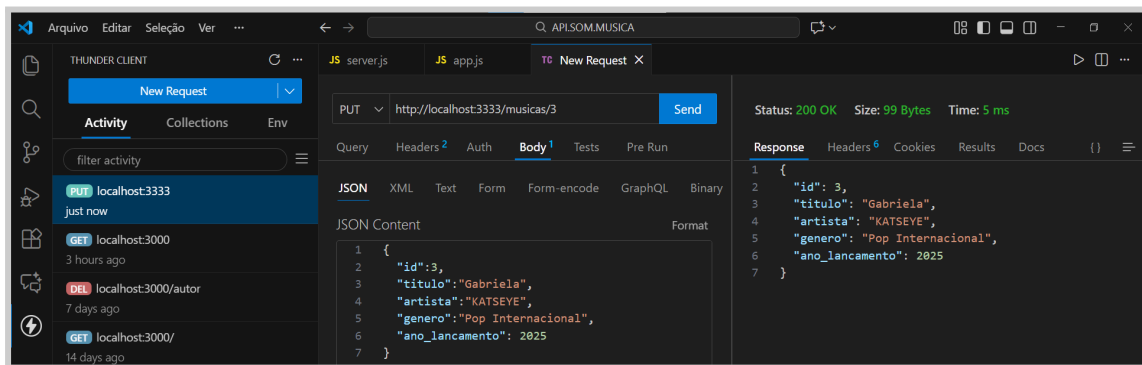 Arquivo Editar Seleção Ver ··· ← → API.SOM.MUSICA
THUNDER CLIENT ···
JS server.js JS app.js TC New Request ×
New Request
Activity Collections Env
filter activity
PUT localhost:3333
just now
GET localhost:3000
3 hours ago
DEL localhost:3000/autor
7 days ago
GET localhost:3000/
14 days ago
PUT http://localhost:3333/musicas/3 Send
Query Headers 2 Auth Body 1 Tests Pre Run
JSON XML Text Form Form-encode GraphQL Binary
JSON Content Format
1 {
2 "id":3,
3 "titulo":"Gabriela",
4 "artista":"KATSEYE",
5 "genero":"Pop Internacional",
6 "ano_lancamento": 2025
7 }
Status: 200 OK Size: 99 Bytes Time: 5 ms
Response Headers 6 Cookies Results Docs {}
1 {
2 "id": 3,
3 "titulo": "Gabriela",
4 "artista": "KATSEYE",
5 "genero": "Pop Internacional",
6 "ano_lancamento": 2025
7 }